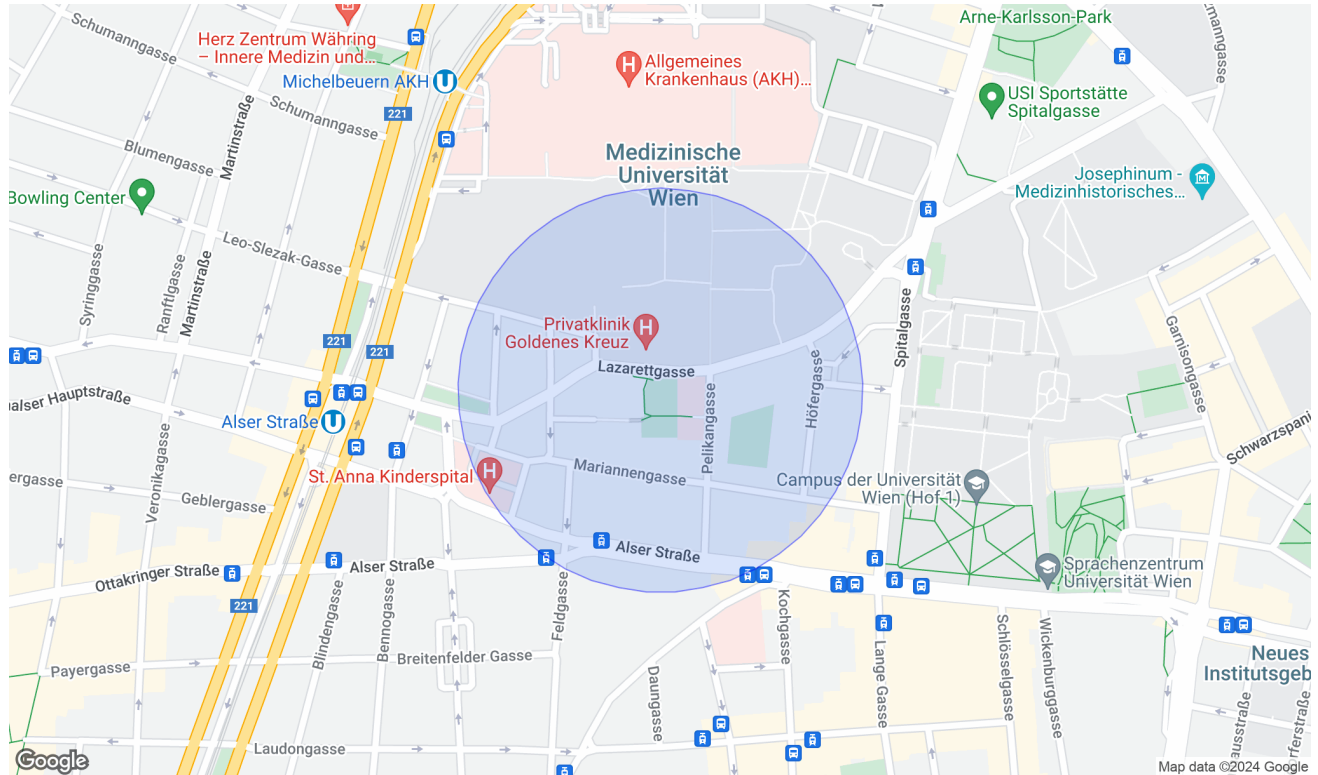 Arne-Karlsson-Park
Schumanngasse
Herz Zentrum Währing
– Innere Medizin und...
Michelbeuern AKH
Allgemeines
Krankenhaus (AKH)...
USI Sportstätte
Spitalgasse
Schumanngasse
221
Martinstraße
Blumengasse
Medizinische
Universität
Wien
Josephinum -
Medizinhistorisches...
Bowling Center
Leo-Slezak-Gasse
Syringgasse
Ranftlgasse
Martinstraße
221
221
Privatklinik
Goldenes Kreuz
Lazarettgasse
Spitalgasse
Garnisongasse
Höfergasse
Pelikangasse
alser Hauptstraße
Alser Straße
Veronikagasse
Schwarzspani
St. Anna Kinderspital
Mariannengasse
Campus der Universität
Wien (Hof 1)
ergasse
Geblergasse
Alser Straße
Sprachenzentrum
Universität Wien
Ottakringer Straße
Alser Straße
221
Blindengasse
Bennogasse
Feldgasse
Kochgasse
Lange Gasse
Schlösselgasse
Wickenburggasse
Payergasse
Breitenfelder Gasse
Daungasse
Neues
Institutsgeb
Laudongasse
ausstraße
orferstraße
Google
Map data ©2024 Google